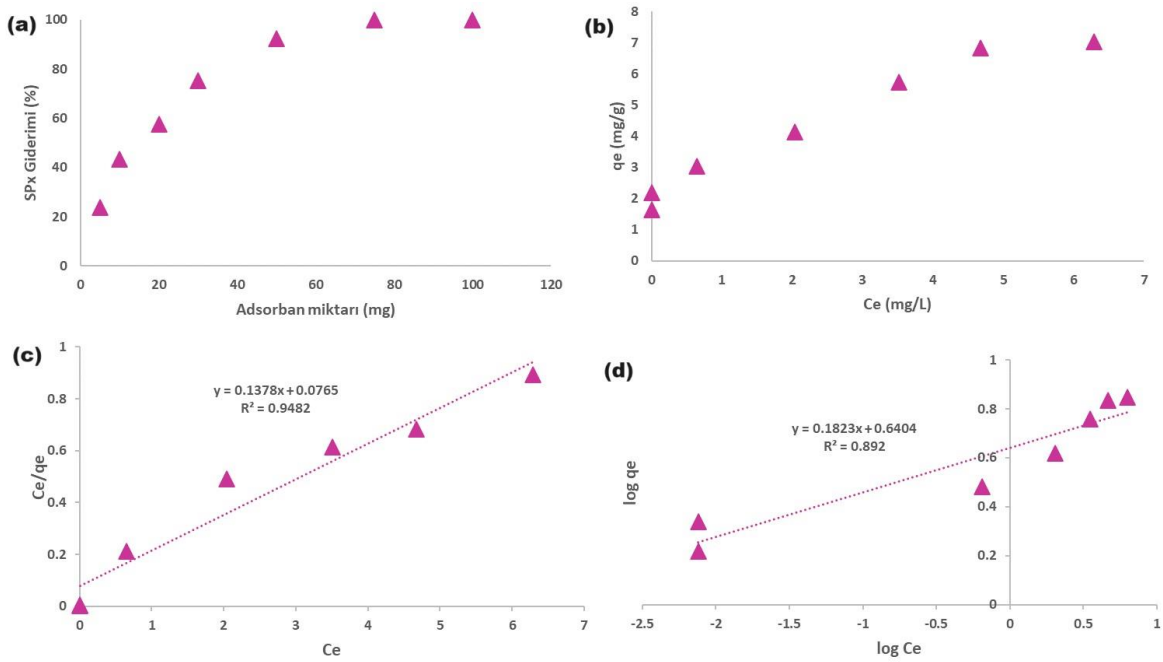 (a)
100
80
60
40
20
0
SPx Giderimi (%)
0 20 40 60 80 100 120
Adsorban miktarı (mg)
(b)
8
7
6
5
4
3
2
1
0
qe (mg/g)
0 1 2 3 4 5 6 7
Ce (mg/L)
(c)
1
0.8
0.6
0.4
0.2
0
Ce/qe
y = 0.1378x + 0.0765
R² = 0.9482
0 1 2 3 4 5 6 7
Ce
(d)
1
0.8
0.6
0.4
0.2
0
log qe
y = 0.1823x + 0.6404
R² = 0.892
-2.5 -2 -1.5 -1 -0.5 0 0.5 1
log Ce